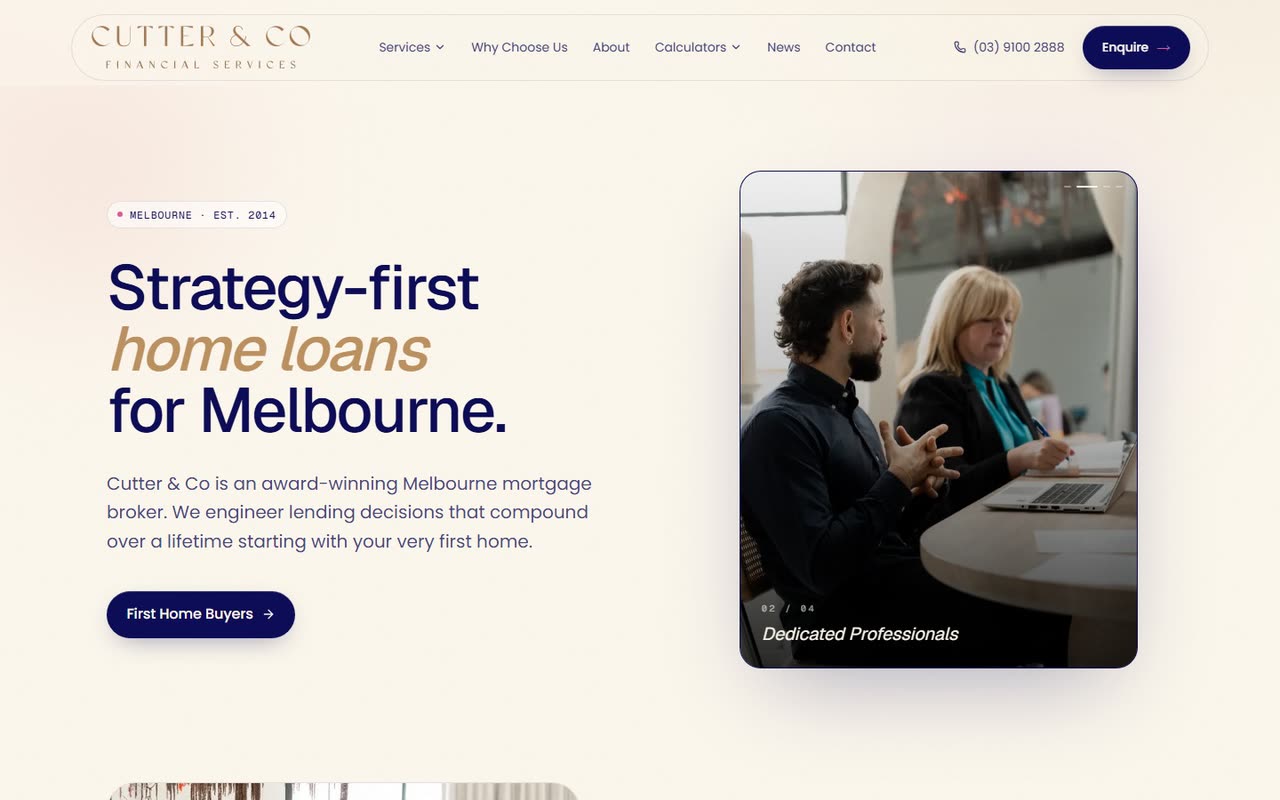 CUTTER & CO
FINANCIAL SERVICES
Services
Why Choose Us
About
Calculators
News
Contact
(03) 9100 2888
Enquire →
MELBOURNE · EST. 2014
Strategy-first
home loans
for Melbourne.
Cutter & Co is an award-winning Melbourne mortgage
broker. We engineer lending decisions that compound
over a lifetime starting with your very first home.
First Home Buyers →
02 / 04
Dedicated Professionals